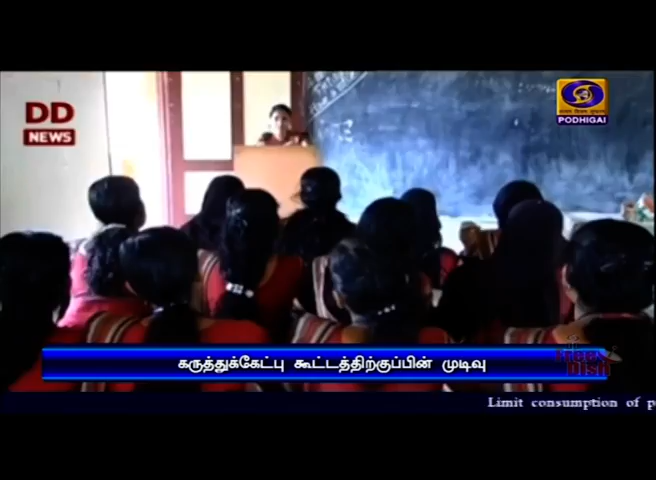 DD
NEWS
PODHIGAI
கருத்துக்கேட்பு கூட்டத்திற்குப்பின் முடிவு
Limit consumption of p